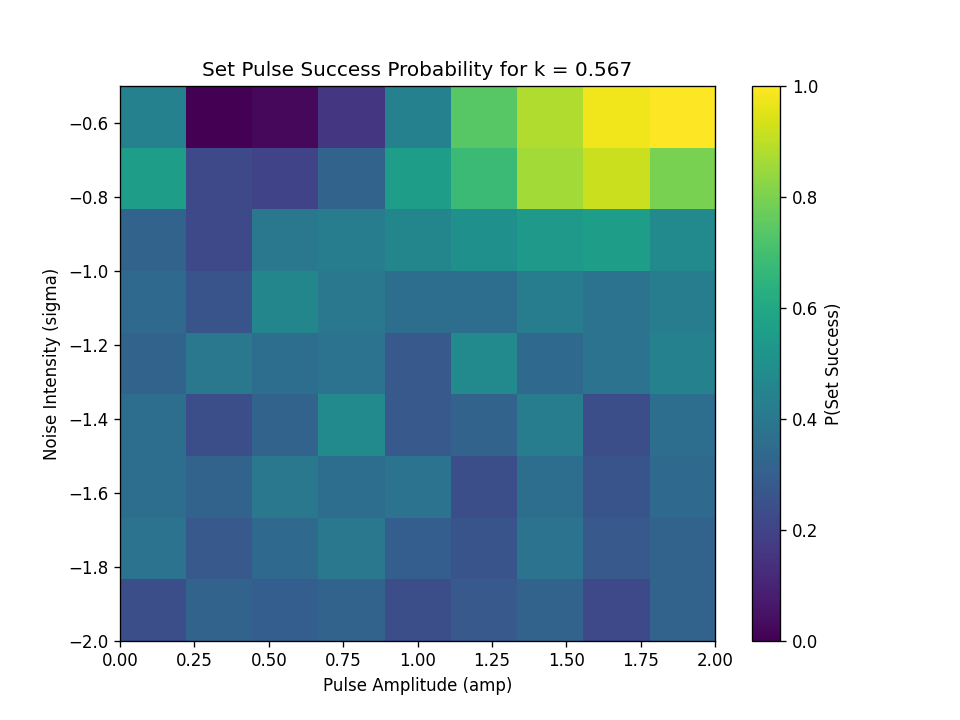 Set Pulse Success Probability for k = 0.567
Noise Intensity (sigma)
−0.6
−0.8
−1.0
−1.2
−1.4
−1.6
−1.8
−2.0
0.00 0.25 0.50 0.75 1.00 1.25 1.50 1.75 2.00
Pulse Amplitude (amp)
1.0
0.8
0.6
0.4
0.2
0.0
P(Set Success)